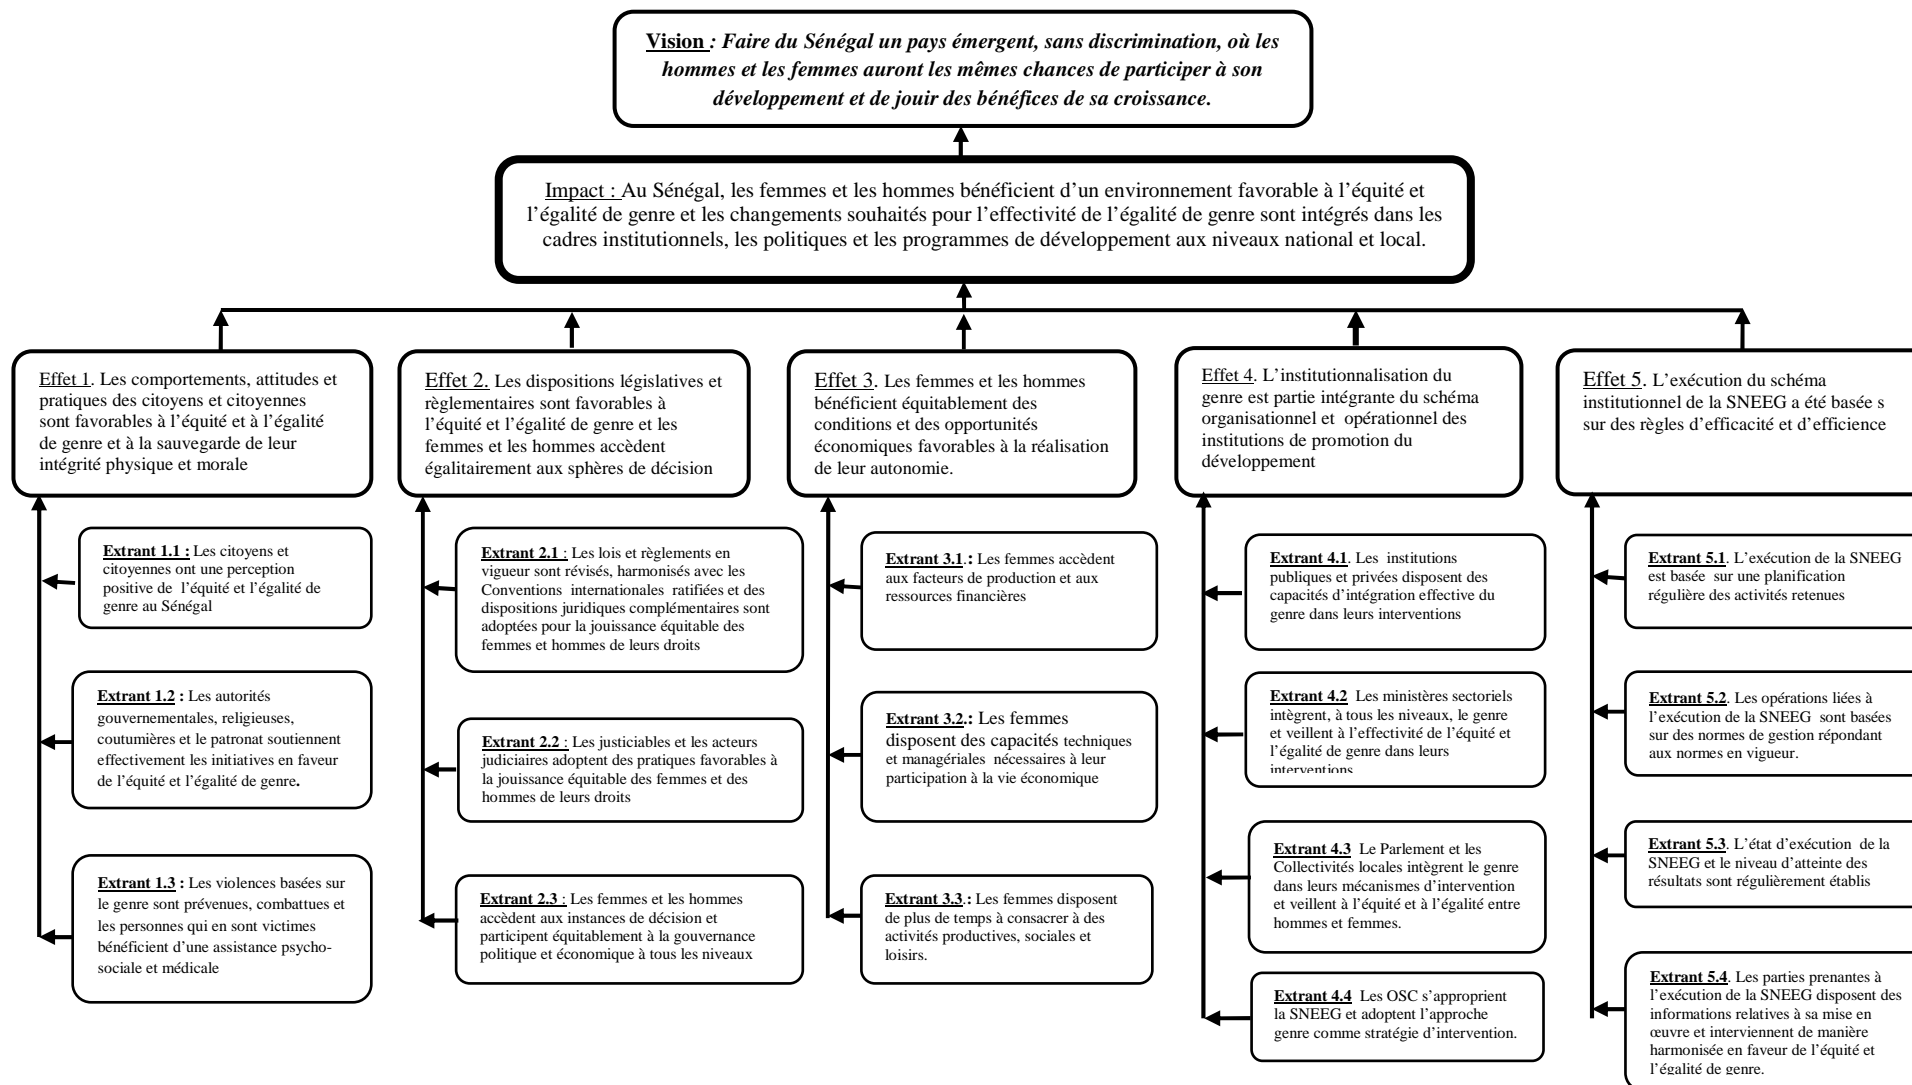 Vision : Faire du Sénégal un pays émergent, sans discrimination, où les
hommes et les femmes auront les mêmes chances de participer à son
développement et de jouir des bénéfices de sa croissance.
Impact : Au Sénégal, les femmes et les hommes bénéficient d’un environnement favorable à l’équité et
l’égalité de genre et les changements souhaités pour l’effectivité de l’égalité de genre sont intégrés dans les
cadres institutionnels, les politiques et les programmes de développement aux niveaux national et local.
Effet 1. Les comportements, attitudes et
pratiques des citoyens et citoyennes
sont favorables à l’équité et à l’égalité
de genre et à la sauvegarde de leur
intégrité physique et morale
Extrant 1.1 : Les citoyens et
citoyennes ont une perception
positive de l’équité et l’égalité de
genre au Sénégal
Extrant 1.2 : Les autorités
gouvernementales, religieuses,
coutumières et le patronat soutiennent
effectivement les initiatives en faveur
de l’équité et l’égalité de genre.
Extrant 1.3 : Les violences basées sur
le genre sont prévenues, combattues et
les personnes qui en sont victimes
bénéficient d’une assistance psycho-
sociale et médicale
Effet 2. Les dispositions législatives et
règlementaires sont favorables à
l’équité et l’égalité de genre et les
femmes et les hommes accèdent
égalitairement aux sphères de décision
Extrant 2.1 : Les lois et règlements en
vigueur sont révisés, harmonisés avec les
Conventions internationales ratifiées et des
dispositions juridiques complémentaires sont
adoptées pour la jouissance équitable des
femmes et hommes de leurs droits
Extrant 2.2 : Les justiciables et les acteurs
judiciaires adoptent des pratiques favorables à
la jouissance équitable des femmes et des
hommes de leurs droits
Extrant 2.3 : Les femmes et les hommes
accèdent aux instances de décision et
participent équitablement à la gouvernance
politique et économique à tous les niveaux
Effet 3. Les femmes et les hommes
bénéficient équitablement des
conditions et des opportunités
économiques favorables à la réalisation
de leur autonomie.
Extrant 3.1.: Les femmes accèdent
aux facteurs de production et aux
ressources financières
Extrant 3.2.: Les femmes
disposent des capacités techniques
et managériales nécessaires à leur
participation à la vie économique
Extrant 3.3.: Les femmes disposent
de plus de temps à consacrer à des
activités productives, sociales et
loisirs.
Effet 4. L’institutionnalisation du
genre est partie intégrante du schéma
organisationnel et opérationnel des
institutions de promotion du
développement
Extrant 4.1. Les institutions
publiques et privées disposent des
capacités d’intégration effective du
genre dans leurs interventions
Extrant 4.2 Les ministères sectoriels
intègrent, à tous les niveaux, le genre
et veillent à l’effectivité de l’équité et
l’égalité de genre dans leurs
interventions
Extrant 4.3 Le Parlement et les
Collectivités locales intègrent le genre
dans leurs mécanismes d’intervention
et veillent à l’équité et à l’égalité entre
hommes et femmes.
Extrant 4.4 Les OSC s’approprient
la SNEEG et adoptent l’approche
genre comme stratégie d’intervention.
Effet 5. L’exécution du schéma
institutionnel de la SNEEG a été basée s
sur des règles d’efficacité et d’efficience
Extrant 5.1. L’exécution de la SNEEG
est basée sur une planification
régulière des activités retenues
Extrant 5.2. Les opérations liées à
l’exécution de la SNEEG sont basées
sur des normes de gestion répondant
aux normes en vigueur.
Extrant 5.3. L’état d’exécution de la
SNEEG et le niveau d’atteinte des
résultats sont régulièrement établis
Extrant 5.4. Les parties prenantes à
l’exécution de la SNEEG disposent des
informations relatives à sa mise en
œuvre et interviennent de manière
harmonisée en faveur de l’équité et
l’égalité de genre.